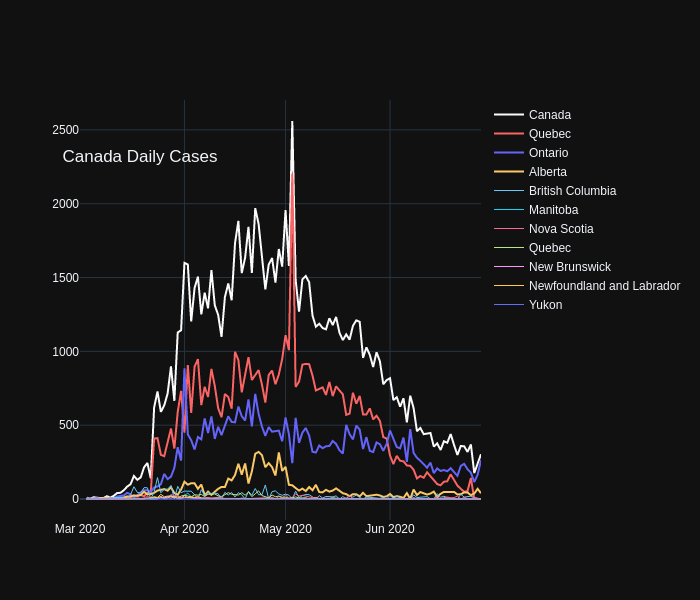 Canada Daily Cases
2500
2000
1500
1000
500
0
Mar 2020
Apr 2020
May 2020
Jun 2020
Canada
Quebec
Ontario
Alberta
British Columbia
Manitoba
Nova Scotia
Quebec
New Brunswick
Newfoundland and Labrador
Yukon